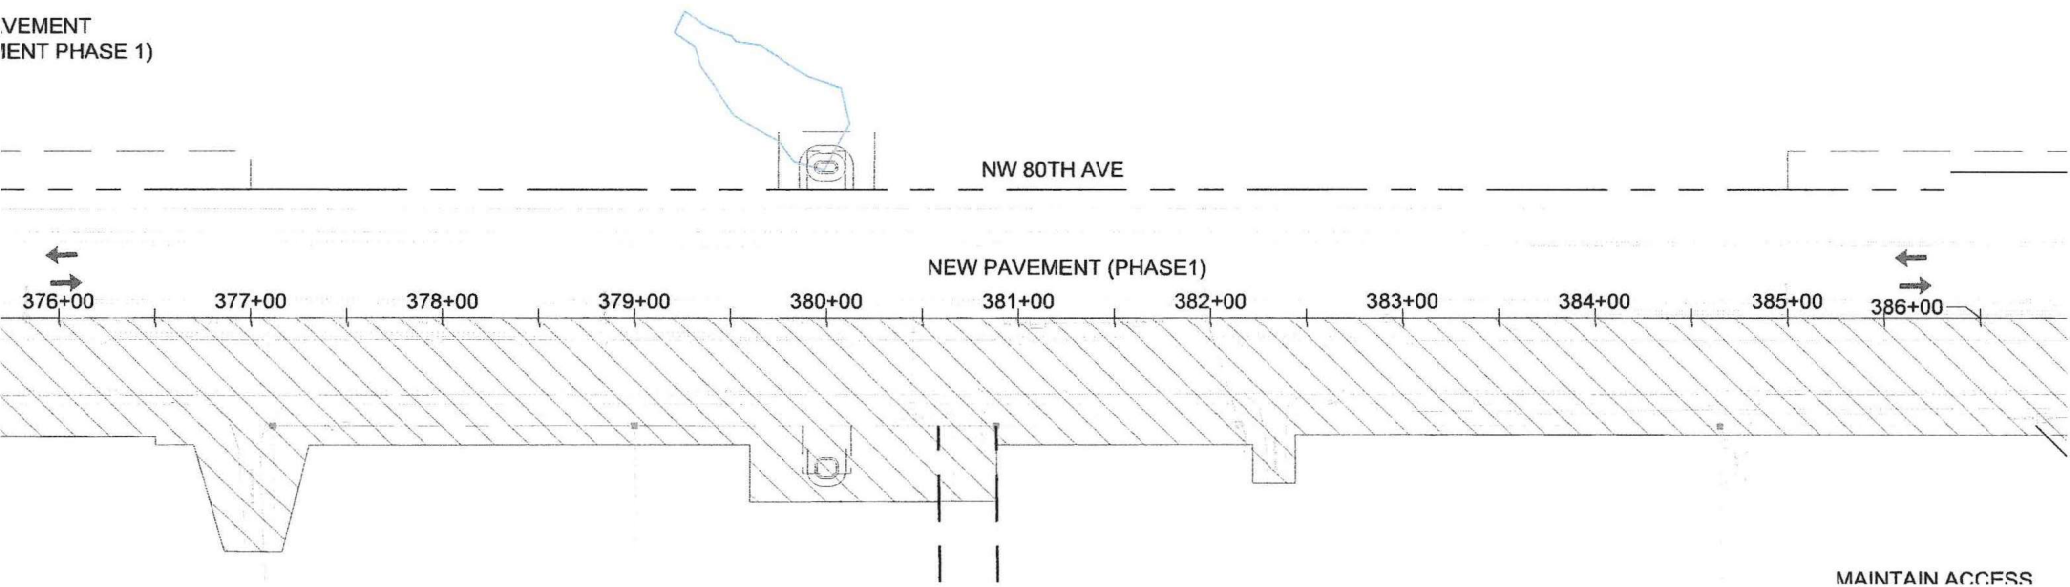 VEMENT
ENT PHASE 1)
NW 80TH AVE
NEW PAVEMENT (PHASE1)
376+00 377+00 378+00 379+00 380+00 381+00 382+00 383+00 384+00 385+00 386+00
MAINTAIN ACCESS